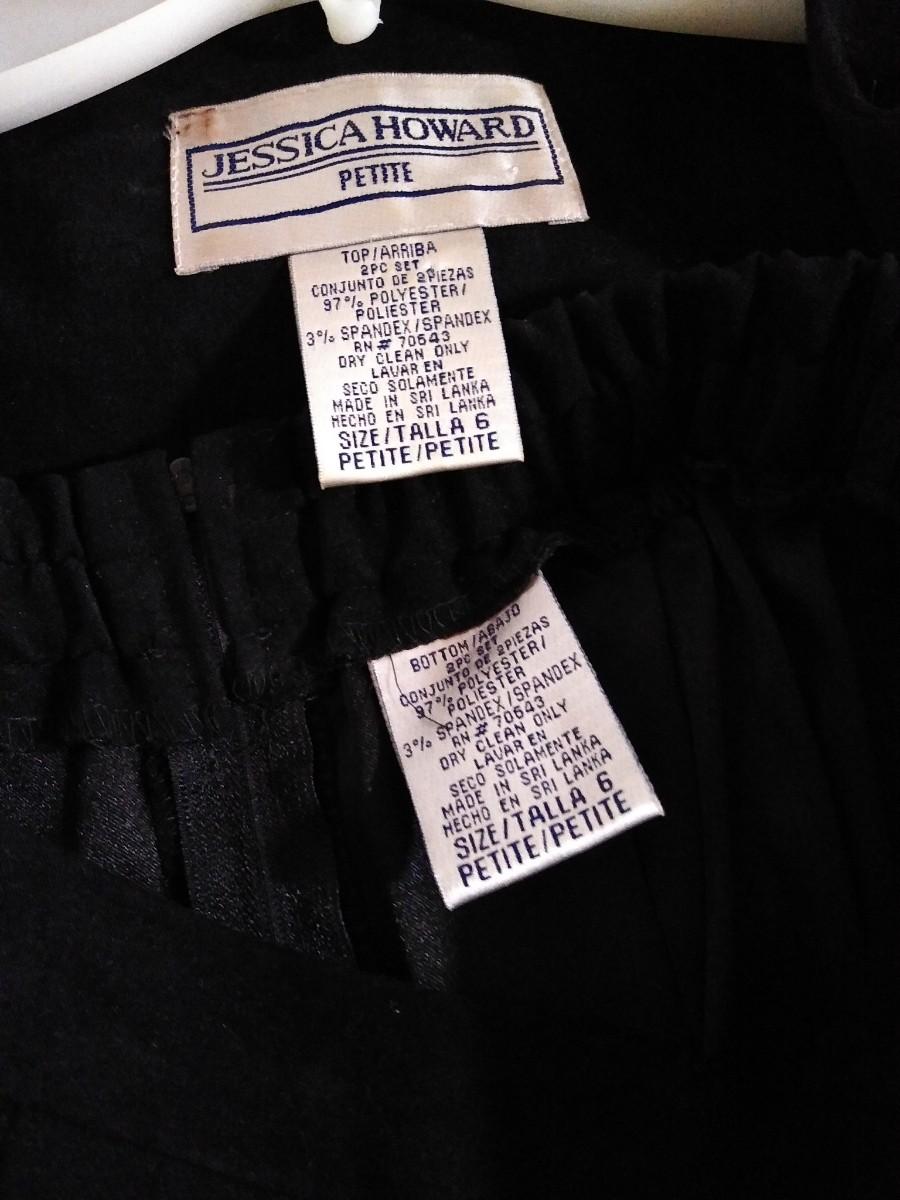 JESSICA HOWARD
PETITE
TOP/ARRIBA
2PC SET
CONJUNTO DE 2PIEZAS
97% POLYESTER/
POLIESTER
3% SPANDEX/SPANDEX
RN # 70643
DRY CLEAN ONLY
LAVAR EN
SECO SOLAMENTE
MADE IN SRI LANKA
HECHO EN SRI LANKA
SIZE/TALLA 6
PETITE/PETITE
BOTTOM/ABAJO
2PC SET
CONJUNTO DE 2PIEZAS
97% POLYESTER/
POLIESTER
3% SPANDEX/SPANDEX
RN # 70643
DRY CLEAN ONLY
LAVAR EN
SECO SOLAMENTE
MADE IN SRI LANKA
HECHO EN SRI LANKA
SIZE/TALLA 6
PETITE/PETITE